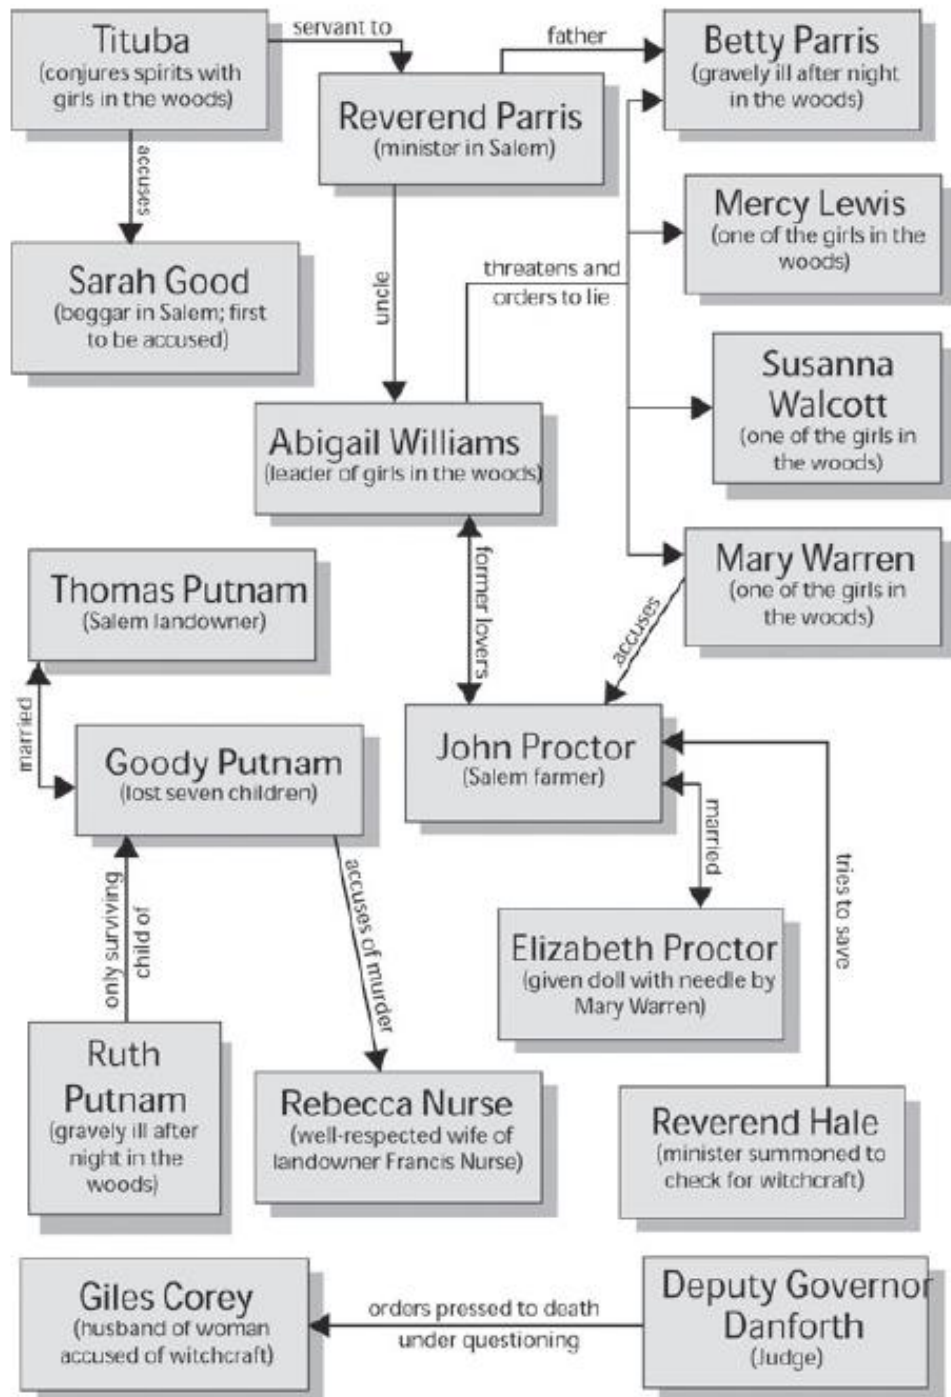 Tituba
(conjures spirits with
girls in the woods)
servant to
Reverend Parris
(minister in Salem)
father
Betty Parris
(gravely ill after night
in the woods)
accuses
Sarah Good
(beggar in Salem; first
to be accused)
uncle
threatens and
orders to lie
Mercy Lewis
(one of the girls in the
woods)
Susanna
Walcott
(one of the girls in
the woods)
Abigail Williams
(leader of girls in the woods)
Mary Warren
(one of the girls in
the woods)
former lovers
accuses
Thomas Putnam
(Salem landowner)
married
Goody Putnam
(lost seven children)
John Proctor
(Salem farmer)
married
tries to save
only surviving
child of
accuses of murder
Elizabeth Proctor
(given doll with needle by
Mary Warren)
Ruth
Putnam
(gravely ill after
night in the
woods)
Rebecca Nurse
(well-respected wife of
landowner Francis Nurse)
Reverend Hale
(minister summoned to
check for witchcraft)
Giles Corey
(husband of woman
accused of witchcraft)
orders pressed to death
under questioning
Deputy Governor
Danforth
(Judge)